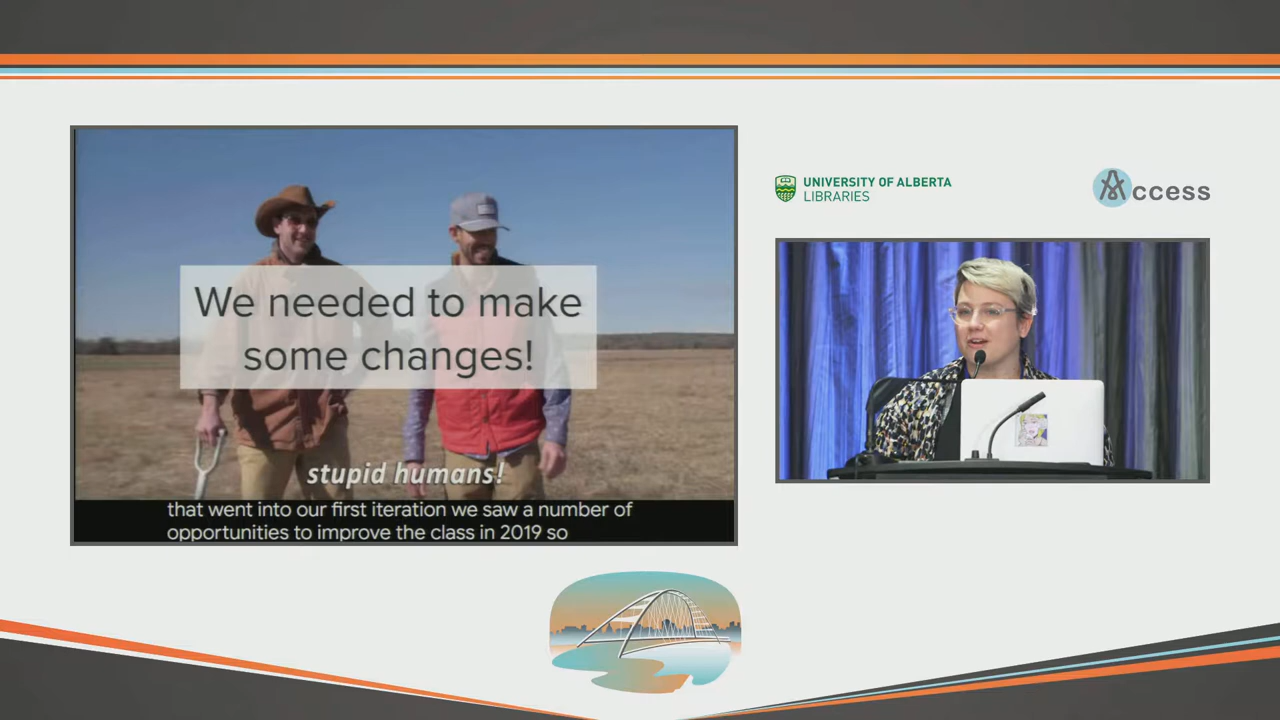 We needed to make
some changes!
stupid humans!
that went into our first iteration we saw a number of
opportunities to improve the class in 2019 so
UNIVERSITY OF ALBERTA
LIBRARIES
Access